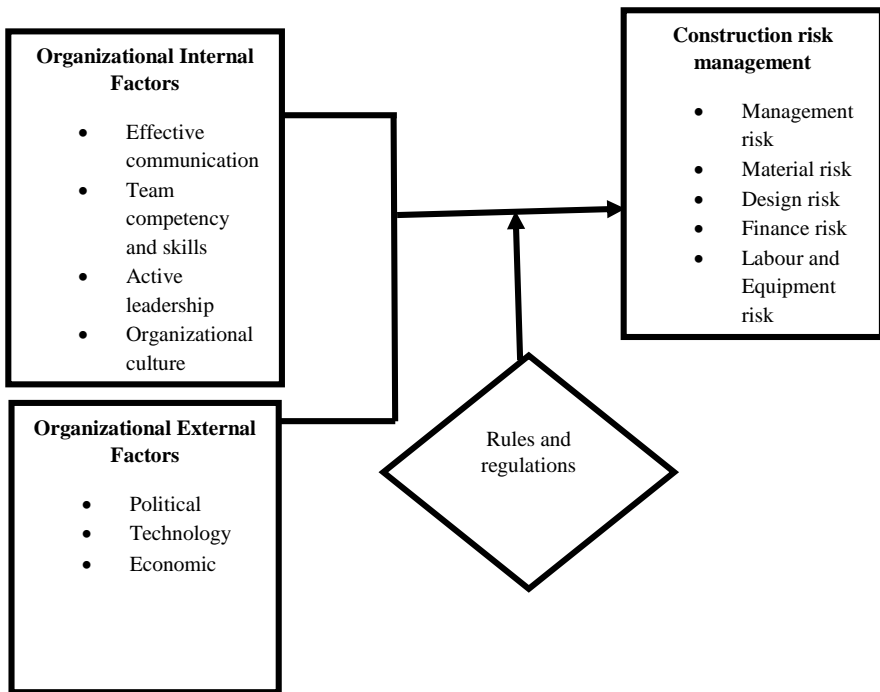 Organizational Internal
Factors
• Effective
communication
• Team
competency
and skills
• Active
leadership
• Organizational
culture
Organizational External
Factors
• Political
• Technology
• Economic
Rules and
regulations
Construction risk
management
• Management
risk
• Material risk
• Design risk
• Finance risk
• Labour and
Equipment
risk